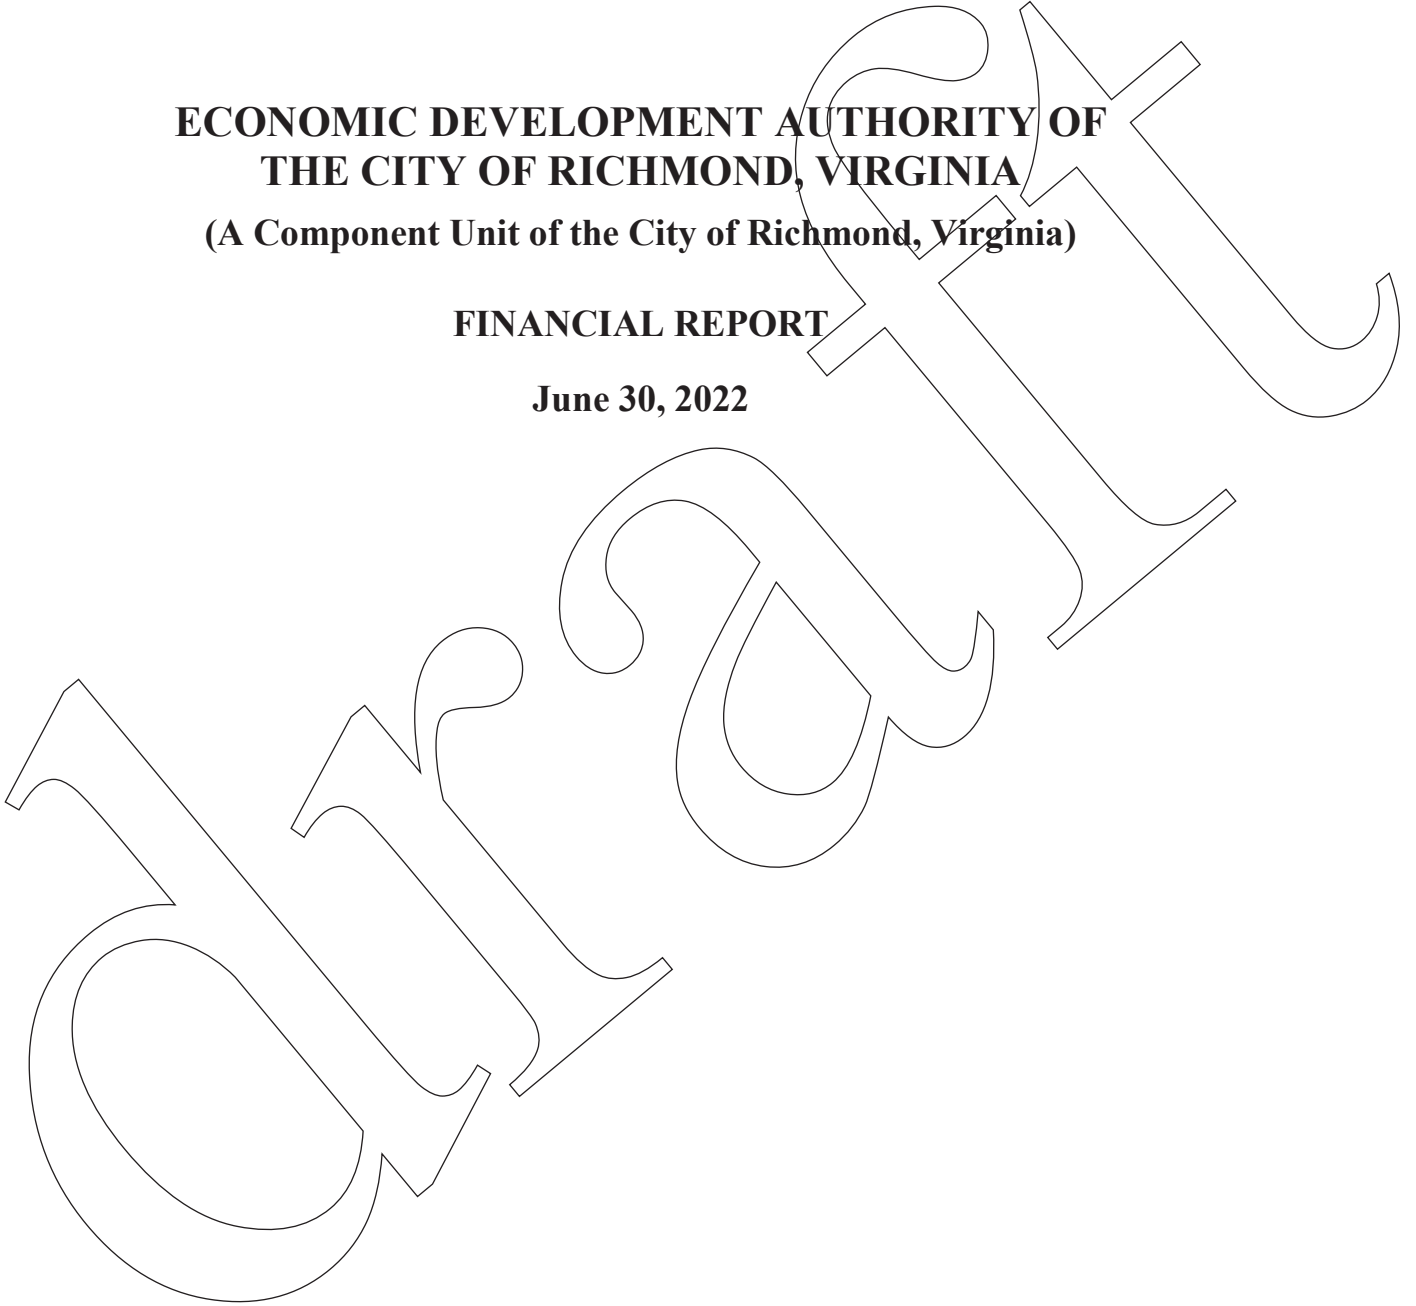 ECONOMIC DEVELOPMENT AUTHORITY OF
THE CITY OF RICHMOND, VIRGINIA
(A Component Unit of the City of Richmond, Virginia)
FINANCIAL REPORT
June 30, 2022
draft